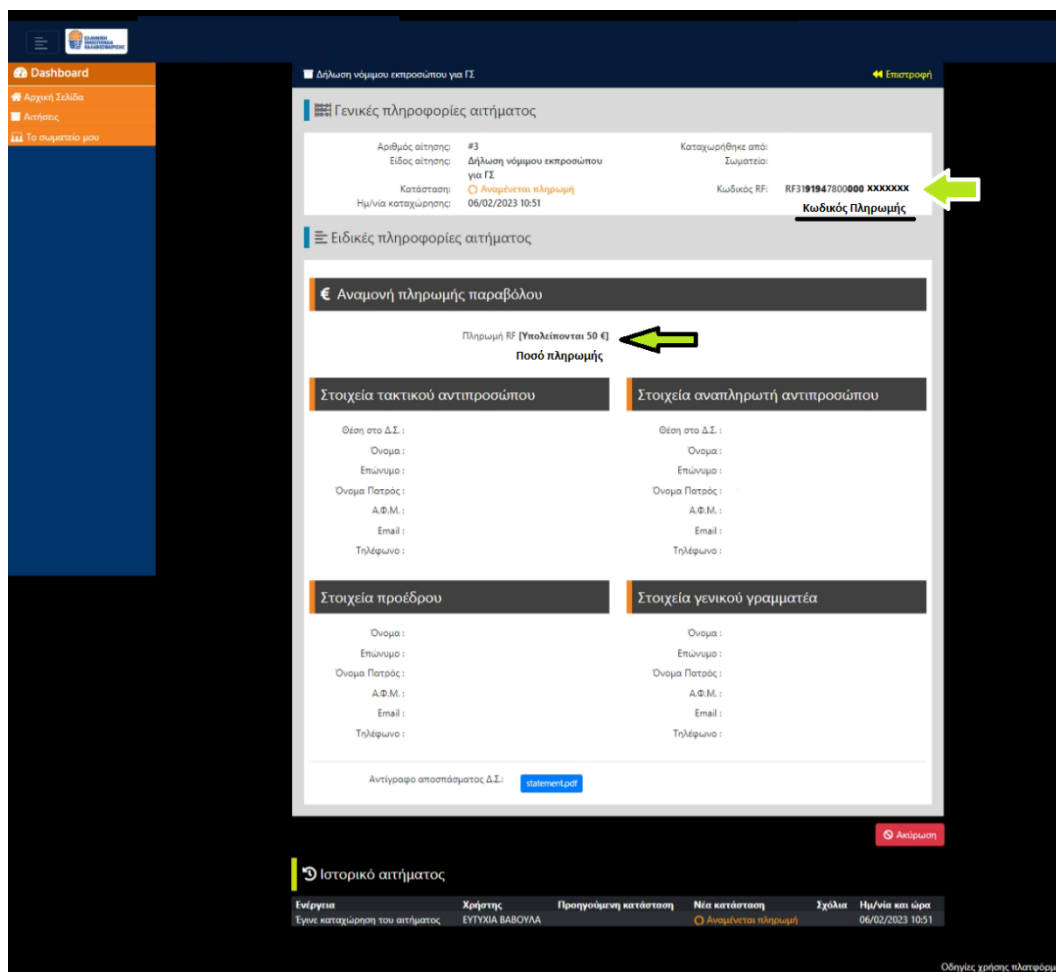 ΕΛΛΗΝΙΚΗ
ΟΜΟΣΠΟΝΔΙΑ
ΚΑΛΑΘΟΣΦΑΙΡΙΣΗΣ
Dashboard
Αρχική Σελίδα
Αιτήσεις
Το σωματείο μου
Δήλωση νόμιμου εκπροσώπου για ΓΣ
Επιστροφή
Γενικές πληροφορίες αιτήματος
Αριθμός αίτησης: #3 Καταχωρήθηκε από:
Είδος αίτησης: Δήλωση νόμιμου εκπροσώπου Σωματείο:
για ΓΣ
Κατάσταση: Αναμένεται πληρωμή Κωδικός RF: RF3191947800000 XXXXXXX
Ημ/νία καταχώρησης: 06/02/2023 10:51 Κωδικός Πληρωμής
Ειδικές πληροφορίες αιτήματος
€ Αναμονή πληρωμής παραβόλου
Πληρωμή RF [Υπολείπονται 50 €]
Ποσό πληρωμής
Στοιχεία τακτικού αντιπροσώπου
Θέση στο Δ.Σ. :
Όνομα :
Επώνυμο :
Όνομα Πατρός :
Α.Φ.Μ. :
Email :
Τηλέφωνο :
Στοιχεία αναπληρωτή αντιπροσώπου
Θέση στο Δ.Σ. :
Όνομα :
Επώνυμο :
Όνομα Πατρός :
Α.Φ.Μ. :
Email :
Τηλέφωνο :
Στοιχεία προέδρου
Όνομα :
Επώνυμο :
Όνομα Πατρός :
Α.Φ.Μ. :
Email :
Τηλέφωνο :
Στοιχεία γενικού γραμματέα
Όνομα :
Επώνυμο :
Όνομα Πατρός :
Α.Φ.Μ. :
Email :
Τηλέφωνο :
Αντίγραφο αποσπάσματος Δ.Σ.: statement.pdf
Ακύρωση
Ιστορικό αιτήματος
Ενέργεια Χρήστης Προηγούμενη κατάσταση Νέα κατάσταση Σχόλια Ημ/νία και ώρα
Έγινε καταχώρηση του αιτήματος ΕΥΤΥΧΙΑ ΒΑΒΟΥΛΑ Αναμένεται πληρωμή 06/02/2023 10:51
Οδηγίες χρήσης πλατφόρμ